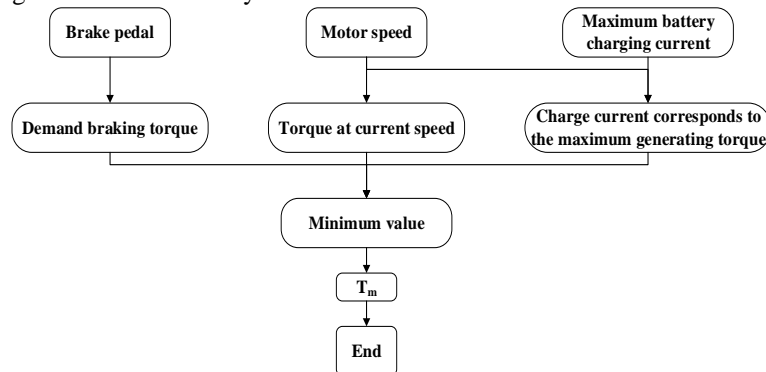 Brake pedal
Motor speed
Maximum battery
charging current
Demand braking torque
Torque at current speed
Charge current corresponds to
the maximum generating torque
Minimum value
Tm
End